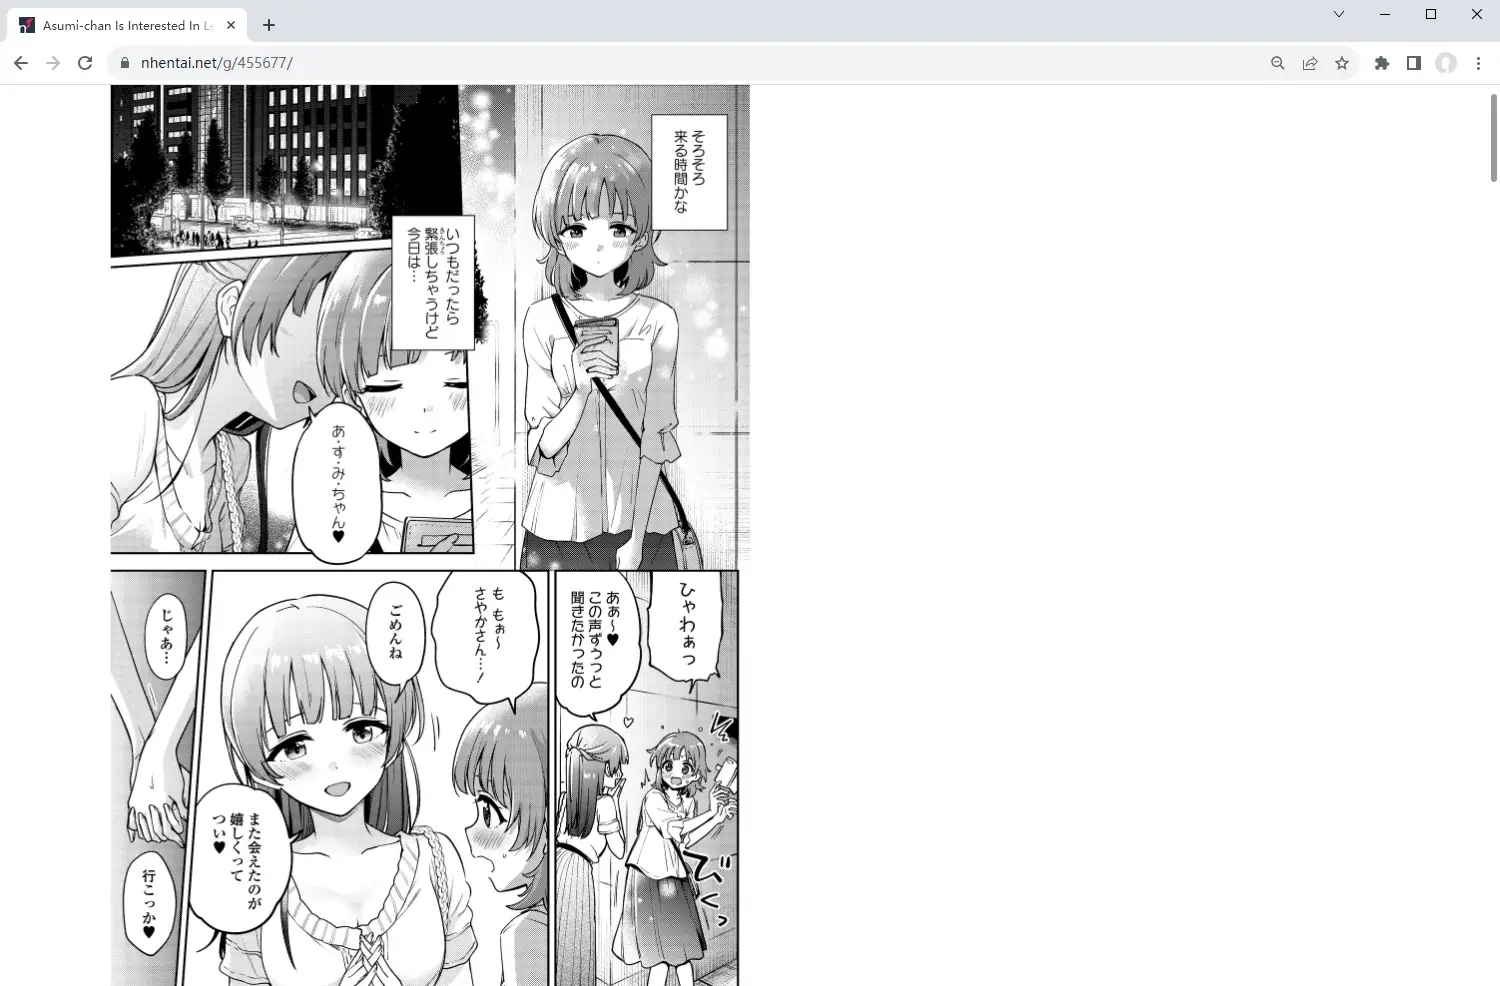 Asumi-chan Is Interested In Le
nhentai.net/g/455677/
そろそろ
来る時間かな
いつもだったら
緊張しちゃうけど
今日は…
あ・す・み・ちゃん♥
ひゃわぁっ
ああ～♥
この声ずぅっと
聞きたかったの
びくっ
も もぉ～
さやかさん…!
ごめんね
また会えたのが
嬉しくって
つい♥
じゃあ…
行こっか♥